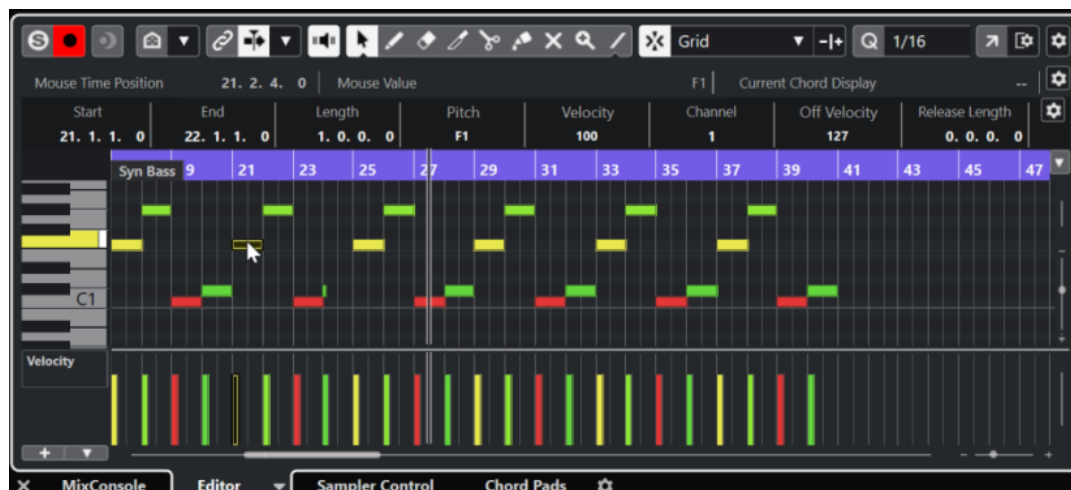 S Grid Q 1/16
Mouse Time Position 21. 2. 4. 0 Mouse Value F1 Current Chord Display --
Start End Length Pitch Velocity Channel Off Velocity Release Length
21. 1. 1. 0 22. 1. 1. 0 1. 0. 0. 0 F1 100 1 127 0. 0. 0. 0
Syn Bass 9 21 23 25 27 29 31 33 35 37 39 41 43 45 47
C1
Velocity
MixConsole Editor Sampler Control Chord Pads